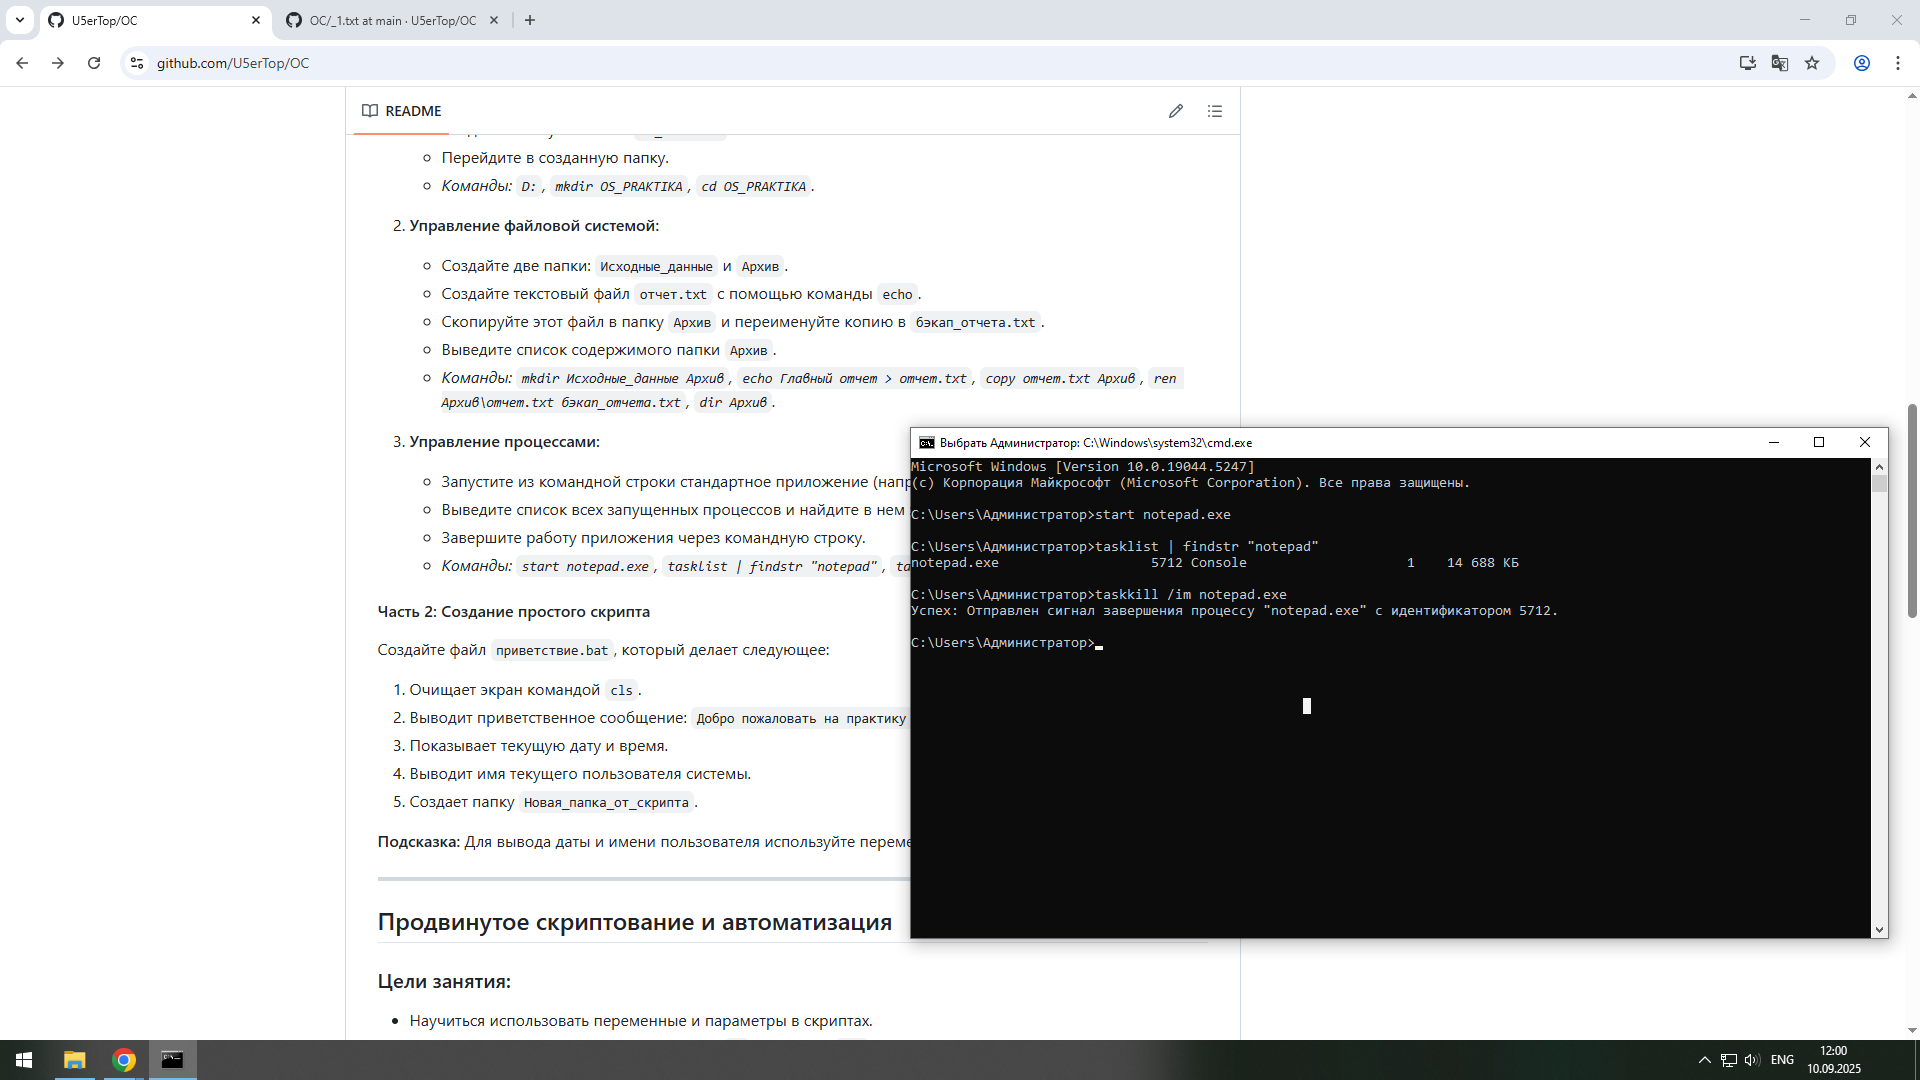 U5erTop/OC
OC/_1.txt at main · U5erTop/OC
github.com/U5erTop/OC
README
Перейдите в созданную папку.
Команды: D:, mkdir OS_PRAKTIKA, cd OS_PRAKTIKA.
2. Управление файловой системой:
Создайте две папки: Исходные_данные и Архив.
Создайте текстовый файл отчет.txt с помощью команды echo.
Скопируйте этот файл в папку Архив и переименуйте копию в бэкап_отчета.txt.
Выведите список содержимого папки Архив.
Команды: mkdir Исходные_данные Архив, echo Главный отчет > отчет.txt, copy отчет.txt Архив, ren
Архив\отчет.txt бэкап_отчета.txt, dir Архив.
3. Управление процессами:
Запустите из командной строки стандартное приложение (напр
Выведите список всех запущенных процессов и найдите в нем
Завершите работу приложения через командную строку.
Команды: start notepad.exe, tasklist | findstr "notepad", ta
Часть 2: Создание простого скрипта
Создайте файл приветствие.bat, который делает следующее:
1. Очищает экран командой cls.
2. Выводит приветственное сообщение: Добро пожаловать на практику
3. Показывает текущую дату и время.
4. Выводит имя текущего пользователя системы.
5. Создает папку Новая_папка_от_скрипта.
Подсказка: Для вывода даты и имени пользователя используйте переме
Продвинутое скриптование и автоматизация
Цели занятия:
Научиться использовать переменные и параметры в скриптах.
Выбрать Администратор: C:\Windows\system32\cmd.exe
Microsoft Windows [Version 10.0.19044.5247]
(c) Корпорация Майкрософт (Microsoft Corporation). Все права защищены.
C:\Users\Администратор>start notepad.exe
C:\Users\Администратор>tasklist | findstr "notepad"
notepad.exe 5712 Console 1 14 688 КБ
C:\Users\Администратор>taskkill /im notepad.exe
Успех: Отправлен сигнал завершения процессу "notepad.exe" с идентификатором 5712.
C:\Users\Администратор>
ENG
12:00
10.09.2025